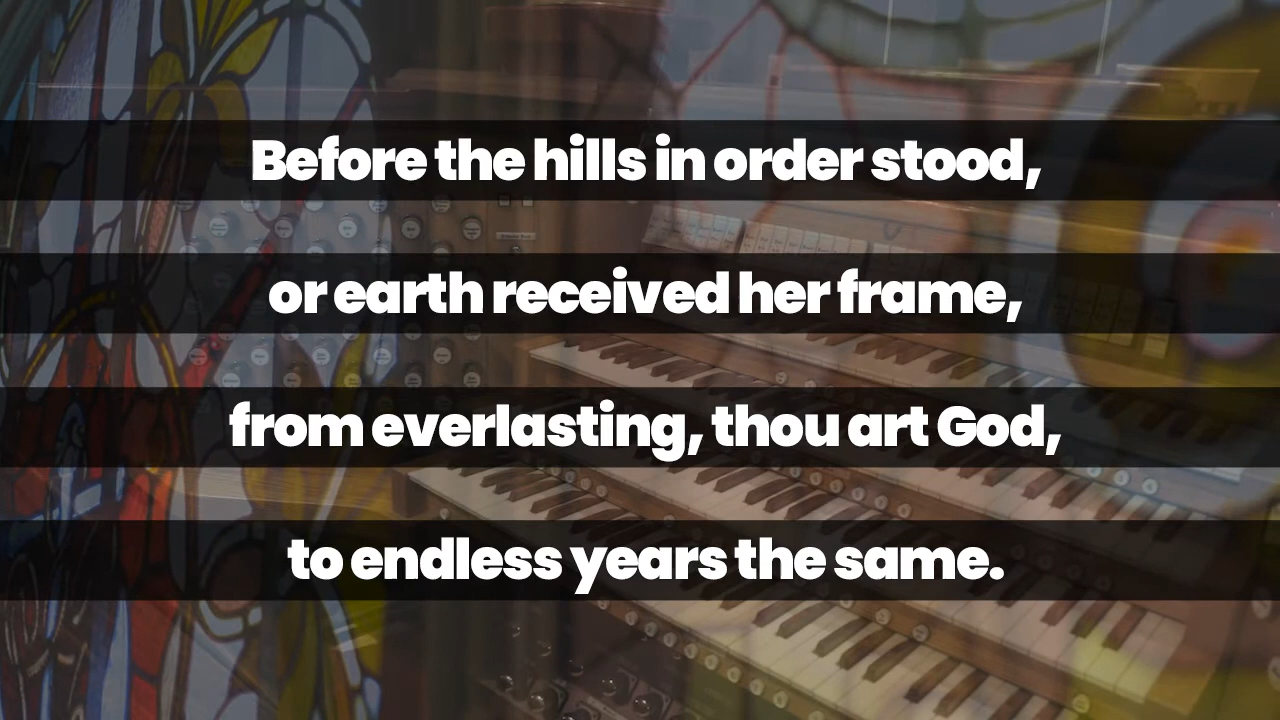 Before the hills in order stood,
or earth received her frame,
from everlasting, thou art God,
to endless years the same.